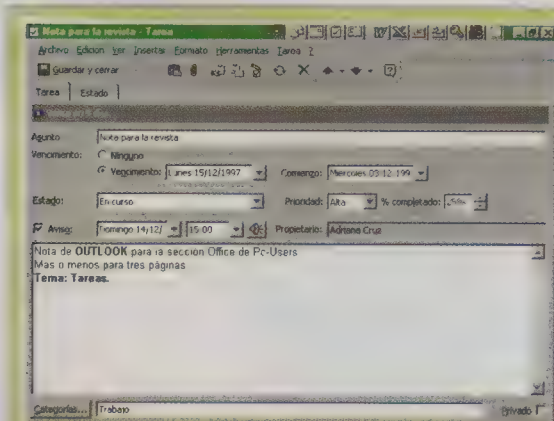 Nota para la revista - Tarea
Archivo Edicion Ver Insertar Formato Herramientas Tarea ?
Guardar y cerrar
Tarea Estado
Asunto Nota para la revista
Vencimiento: Ninguno
Vencimiento: Lunes 15/12/1997 Comienzo: Miercoles 03/12/199
Estado: En curso Prioridad: Alta % completado:
Aviso: Domingo 14/12/ 15:00 Propietario: Adriana Cruz
Nota de OUTLOOK para la sección Office de Pc-Users
Mas o menos para tres páginas
Tema: Tareas.
Categorías... Trabajo Privado